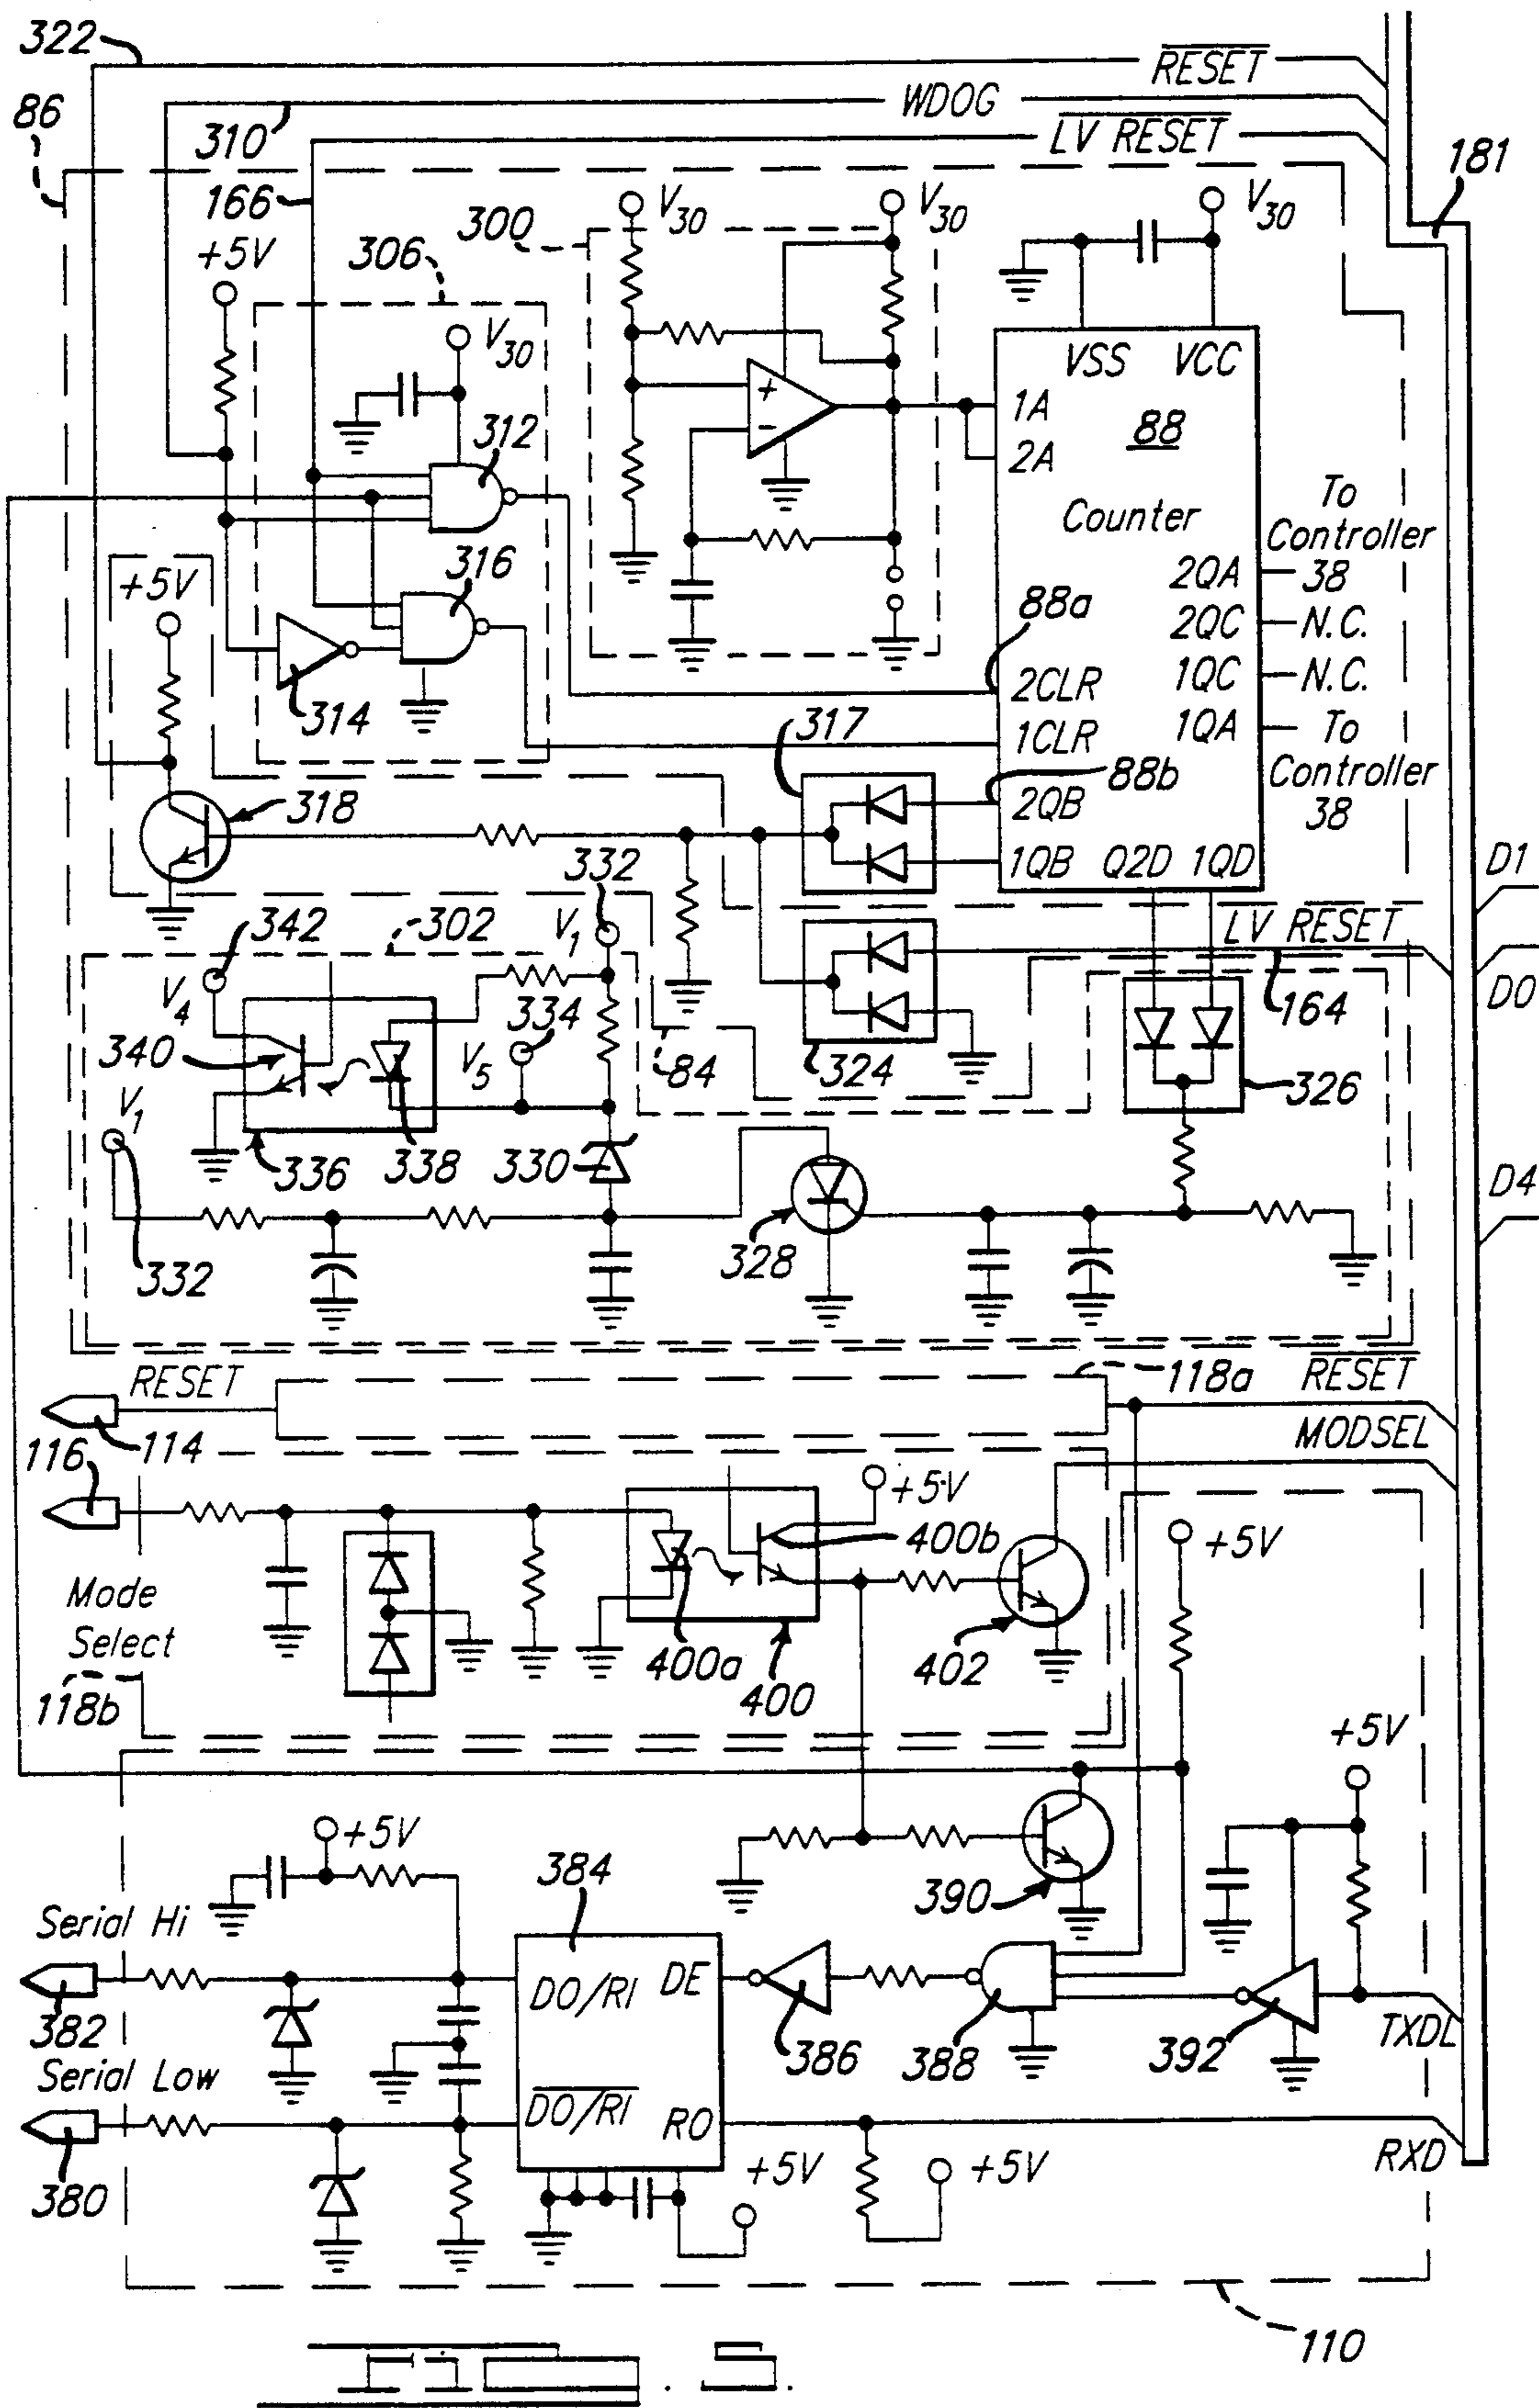 322
RESET
86
WDOG
310
LV RESET
181
166
V30
300
V30
V30
+5V
306
V30
VSS VCC
312
1A
88
2A
Counter
To
Controller
38
316
+5V
2QA
88a
2QC N.C.
1QC N.C.
2CLR
314
317
1CLR
1QA To
Controller
38
88b
318
2QB
332
1QB Q2D 1QD
D1
342
302
V1
LV RESET
V4
334
D0
164
340
V5
84
324
V1
326
336
338
330
D4
328
332
RESET
118a
RESET
114
MODSEL
116
+5V
400b
+5V
Mode
Select
402
400a
400
118b
+5V
+5V
384
390
Serial Hi
DO/RI DE
382
386
388
392
TXDL
Serial Low
DO/RI RO
RXD
+5V
+5V
380
110